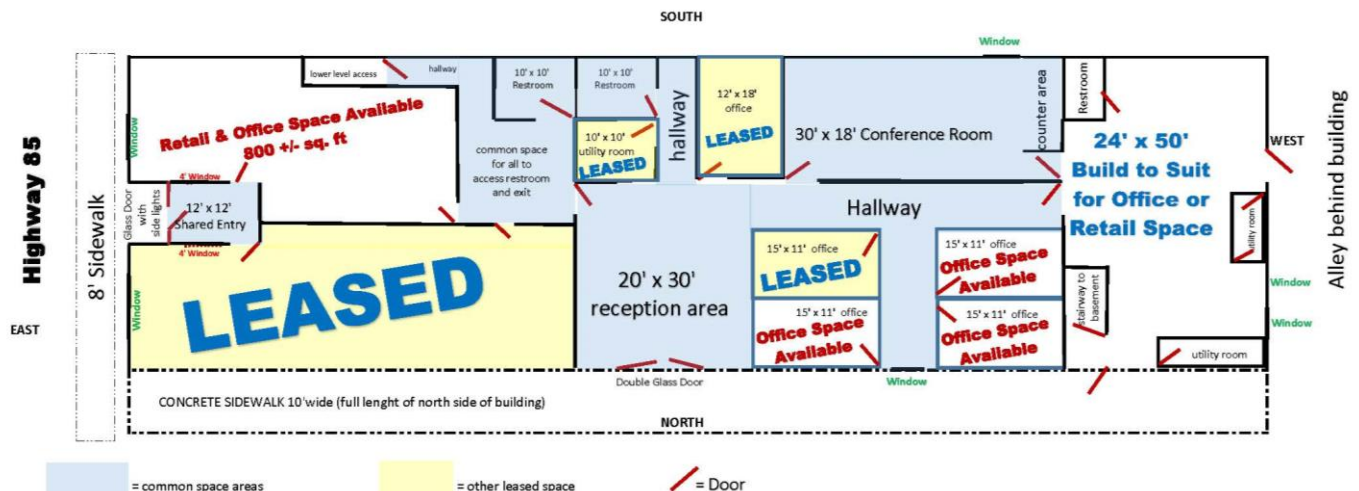 SOUTH
Window
lower level access
hallway
10' x 10'
Restroom
10' x 10'
Restroom
hallway
12' x 18'
office
LEASED
30' x 18' Conference Room
counter area
Restroom
Highway 85
8' Sidewalk
EAST
Window
Retail & Office Space Available
800 +/- sq. ft
common space
for all to
access restroom
and exit
10' x 10'
utility room
LEASED
24' x 50'
Build to Suit
for Office or
Retail Space
WEST
Alley behind building
4' Window
Glass Door
with
side lights
12' x 12'
Shared Entry
4' Window
Hallway
utility room
Window
LEASED
20' x 30'
reception area
15' x 11' office
LEASED
15' x 11' office
Office Space
Available
15' x 11' office
Office Space
Available
15' x 11' office
Office Space
Available
stairway to
basement
Window
Window
utility room
Double Glass Door
Window
CONCRETE SIDEWALK 10'wide (full lenght of north side of building)
NORTH
= common space areas
= other leased space
= Door